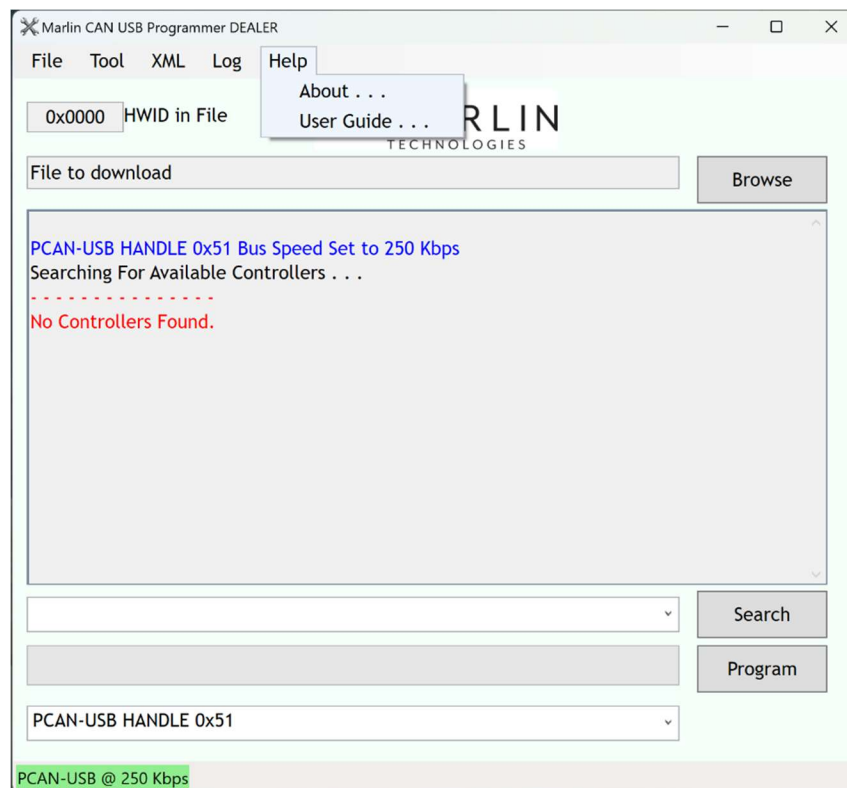 Marlin CAN USB Programmer DEALER
File Tool XML Log Help
About . . .
User Guide . . .
0x0000 HWID in File
RLIN
TECHNOLOGIES
File to download
Browse
PCAN-USB HANDLE 0x51 Bus Speed Set to 250 Kbps
Searching For Available Controllers . . .
- - - - - - - - - - - - - - -
No Controllers Found.
Search
Program
PCAN-USB HANDLE 0x51
PCAN-USB @ 250 Kbps